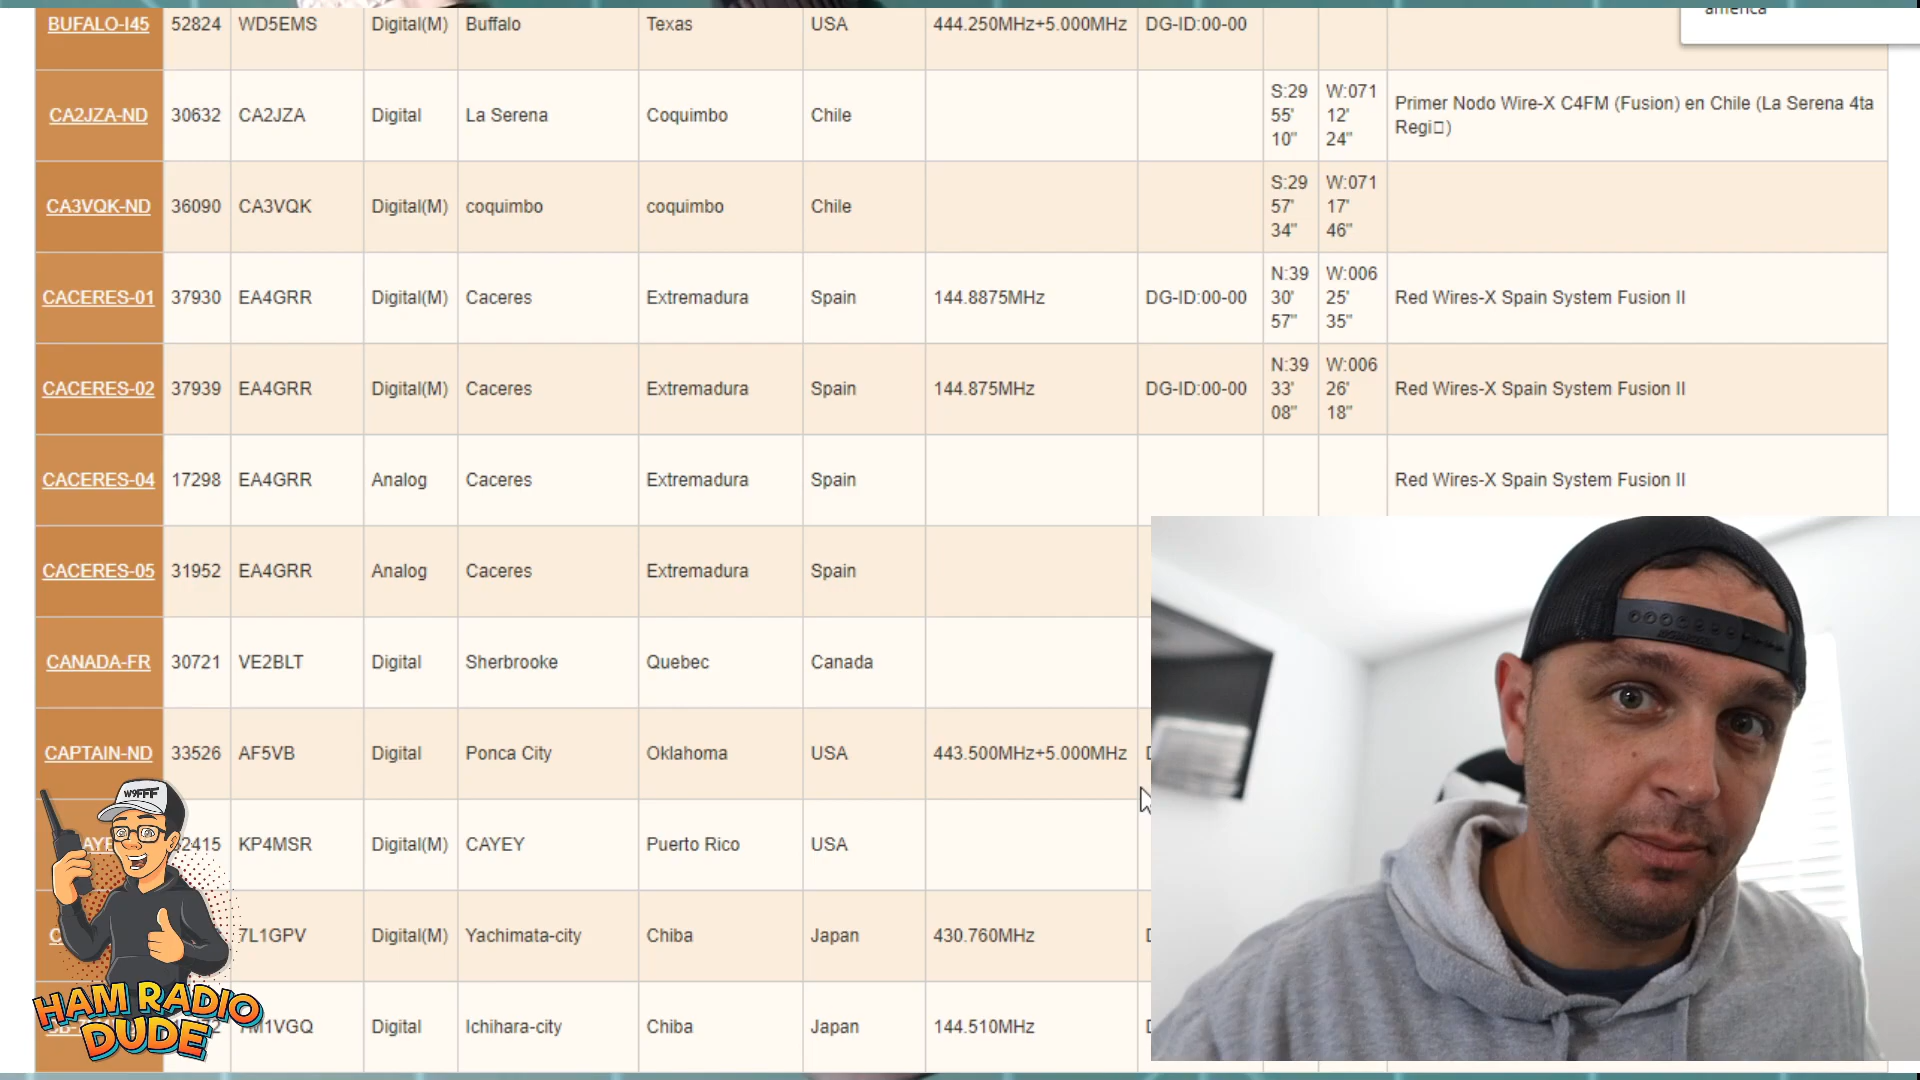 america
BUFALO-I45 52824 WD5EMS Digital(M) Buffalo Texas USA 444.250MHz+5.000MHz DG-ID:00-00
CA2JZA-ND 30632 CA2JZA Digital La Serena Coquimbo Chile S:29 55' 10" W:071 12' 24" Primer Nodo Wire-X C4FM (Fusion) en Chile (La Serena 4ta
Regi□)
CA3VQK-ND 36090 CA3VQK Digital(M) coquimbo coquimbo Chile S:29 57' 34" W:071 17' 46"
CACERES-01 37930 EA4GRR Digital(M) Caceres Extremadura Spain 144.8875MHz DG-ID:00-00 N:39 30' 57" W:006 25' 35" Red Wires-X Spain System Fusion II
CACERES-02 37939 EA4GRR Digital(M) Caceres Extremadura Spain 144.875MHz DG-ID:00-00 N:39 33' 08" W:006 26' 18" Red Wires-X Spain System Fusion II
CACERES-04 17298 EA4GRR Analog Caceres Extremadura Spain Red Wires-X Spain System Fusion II
CACERES-05 31952 EA4GRR Analog Caceres Extremadura Spain
CANADA-FR 30721 VE2BLT Digital Sherbrooke Quebec Canada
CAPTAIN-ND 33526 AF5VB Digital Ponca City Oklahoma USA 443.500MHz+5.000MHz
KP4MSR Digital(M) CAYEY Puerto Rico USA
7L1GPV Digital(M) Yachimata-city Chiba Japan 430.760MHz
Digital Ichihara-city Chiba Japan 144.510MHz
W9FFF
HAM RADIO
DUDE